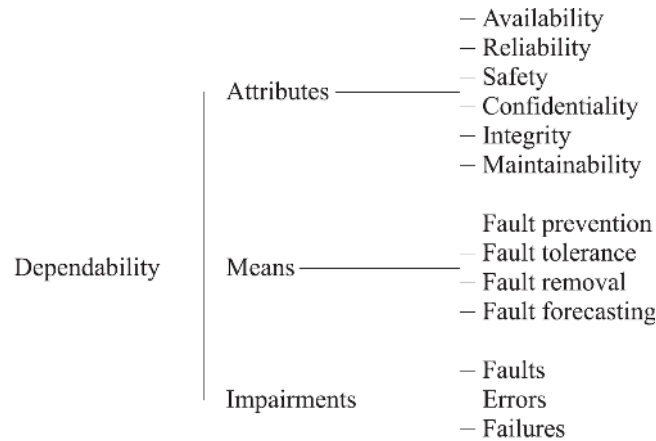 Availability
Reliability
Attributes
Safety
Confidentiality
Integrity
Maintainability
Dependability
Means
Fault prevention
Fault tolerance
Fault removal
Fault forecasting
Impairments
Faults
Errors
Failures